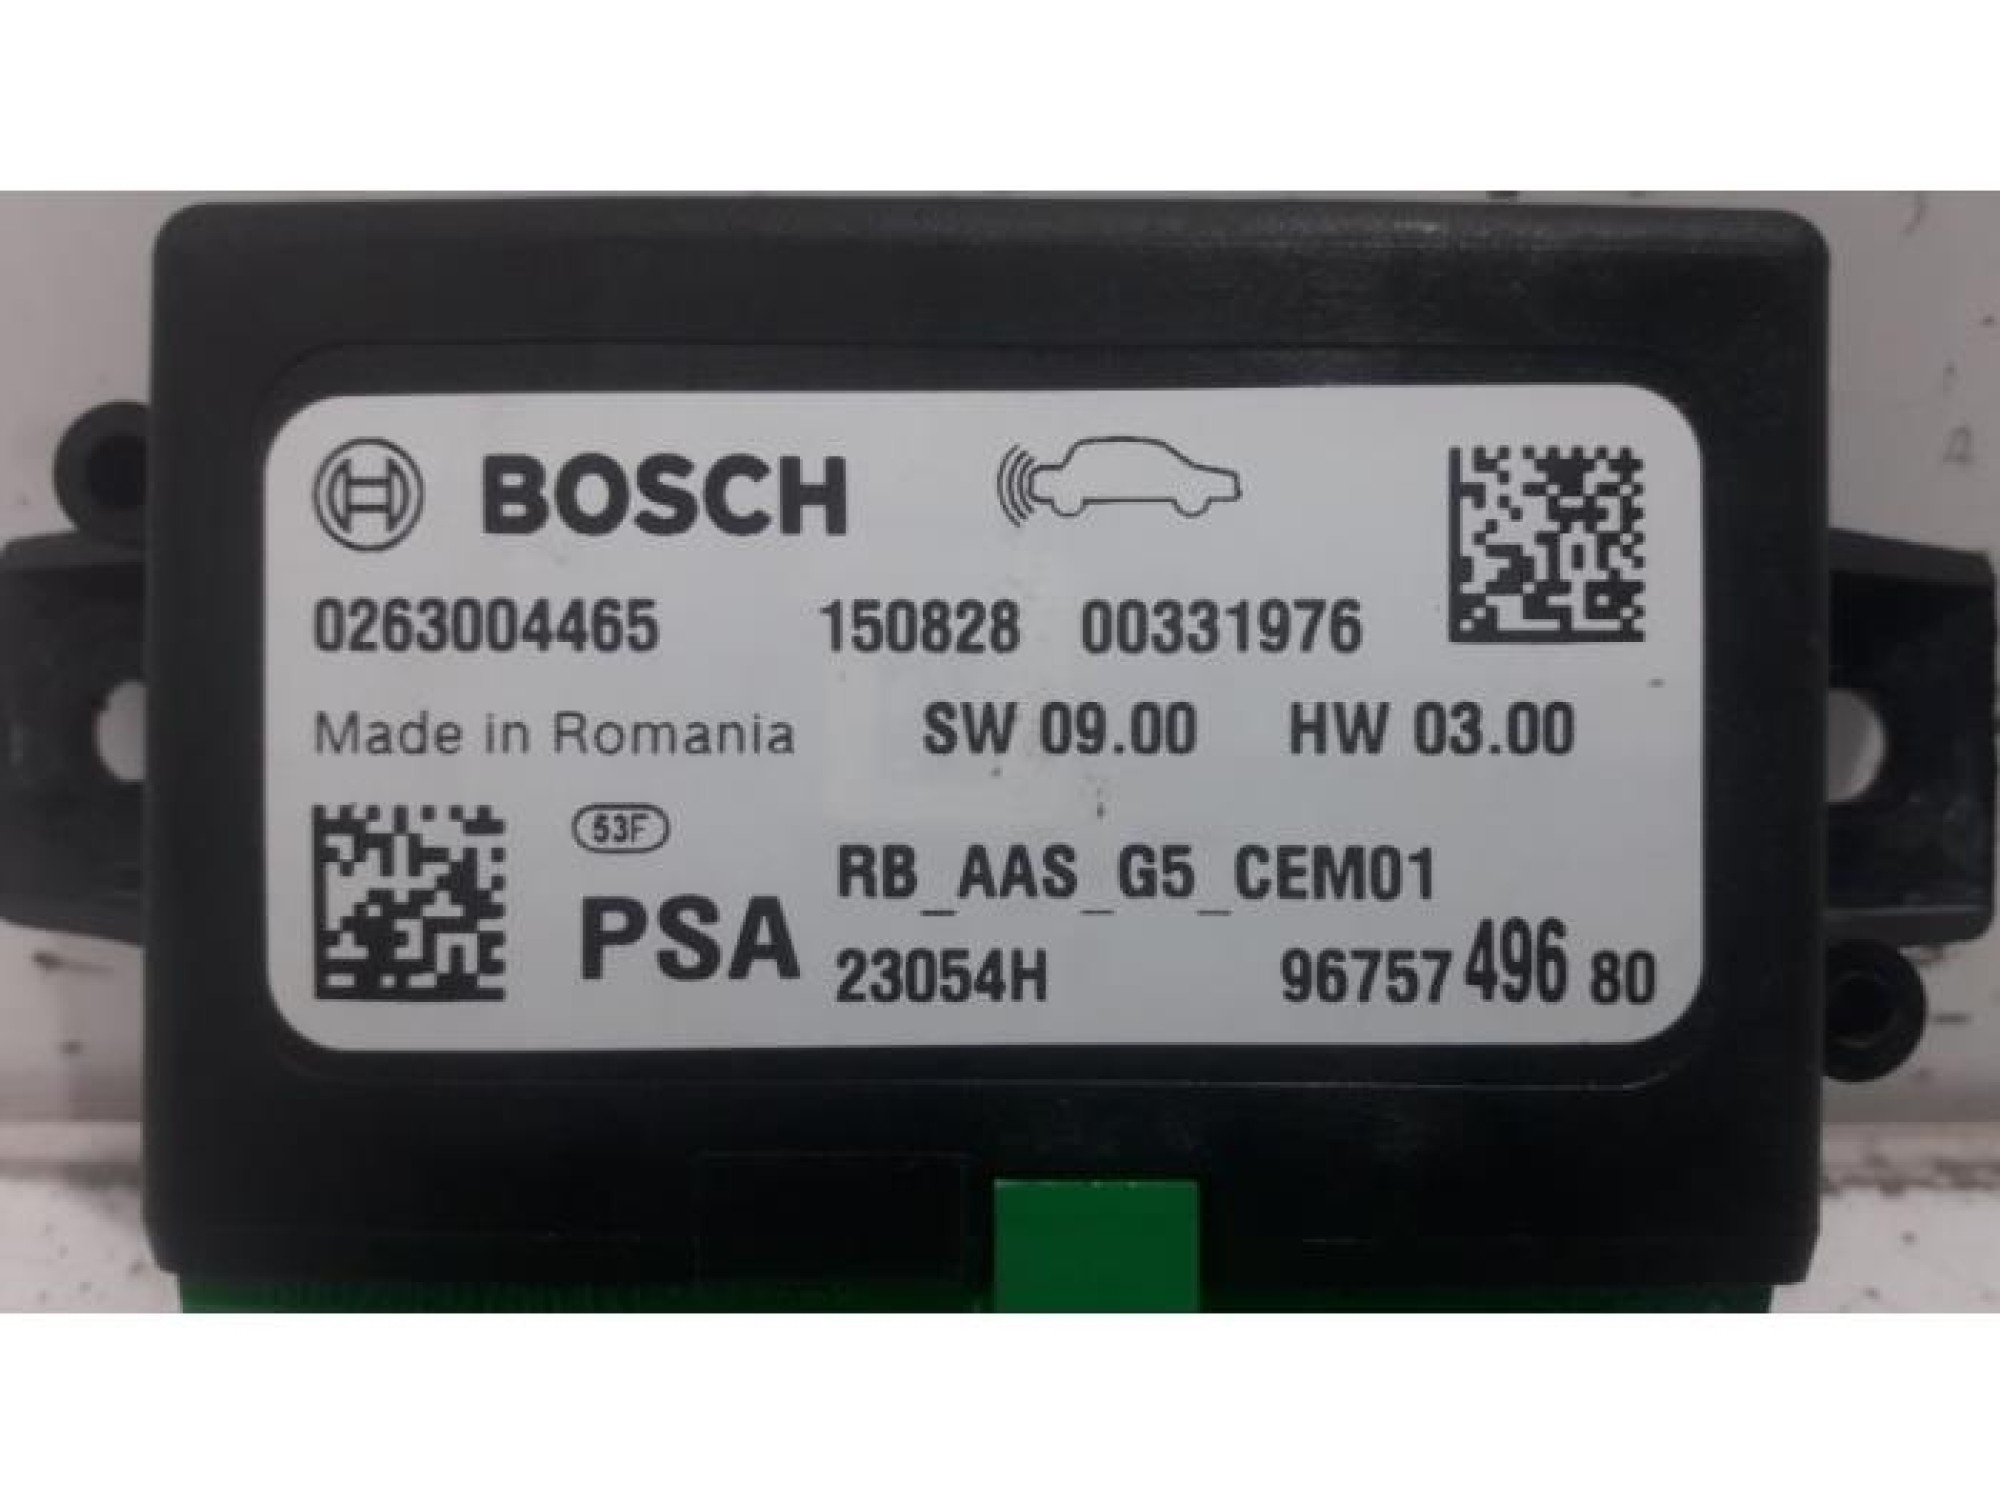 BOSCH
0263004465 150828 00331976
Made in Romania SW 09.00 HW 03.00
53F
PSA RB_AAS_G5_CEM01
23054H 96757 496 80